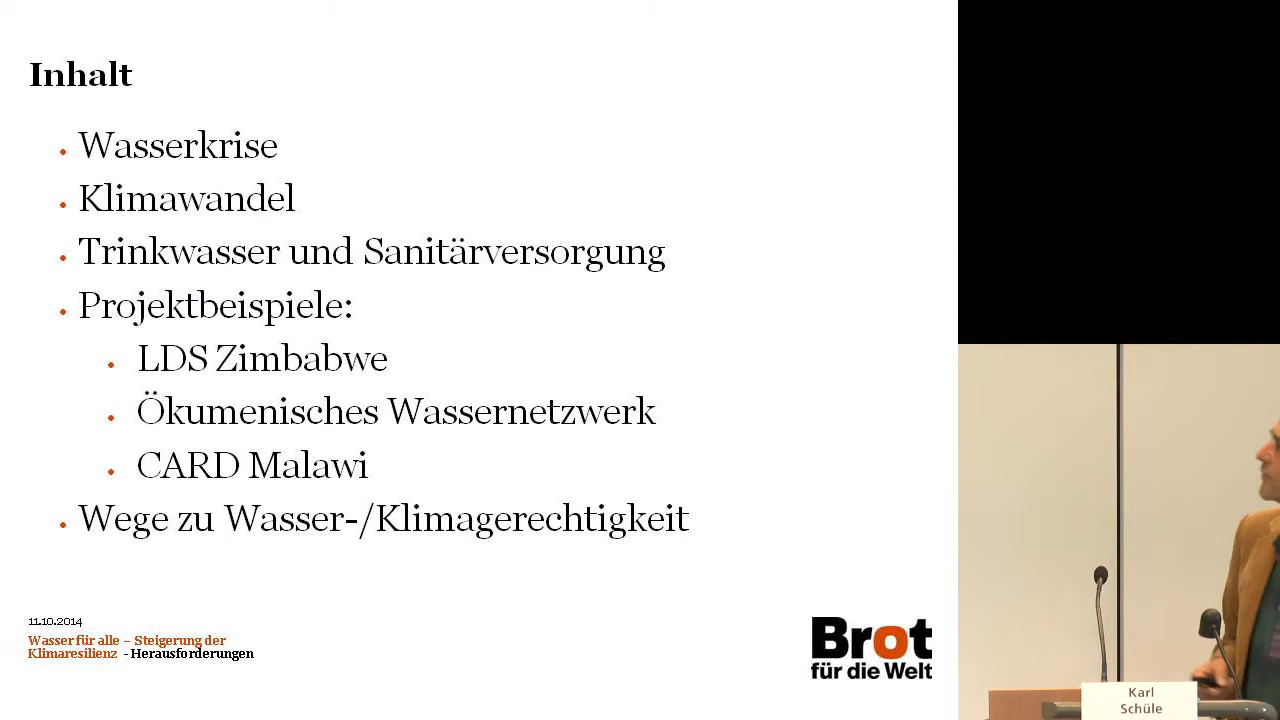 Inhalt
Wasserkrise
Klimawandel
Trinkwasser und Sanitärversorgung
Projektbeispiele:
LDS Zimbabwe
Ökumenisches Wassernetzwerk
CARD Malawi
Wege zu Wasser-/Klimagerechtigkeit
11.10.2014
Wasser für alle – Steigerung der
Klimaresilienz - Herausforderungen
Brot
für die Welt
Karl
Schüle